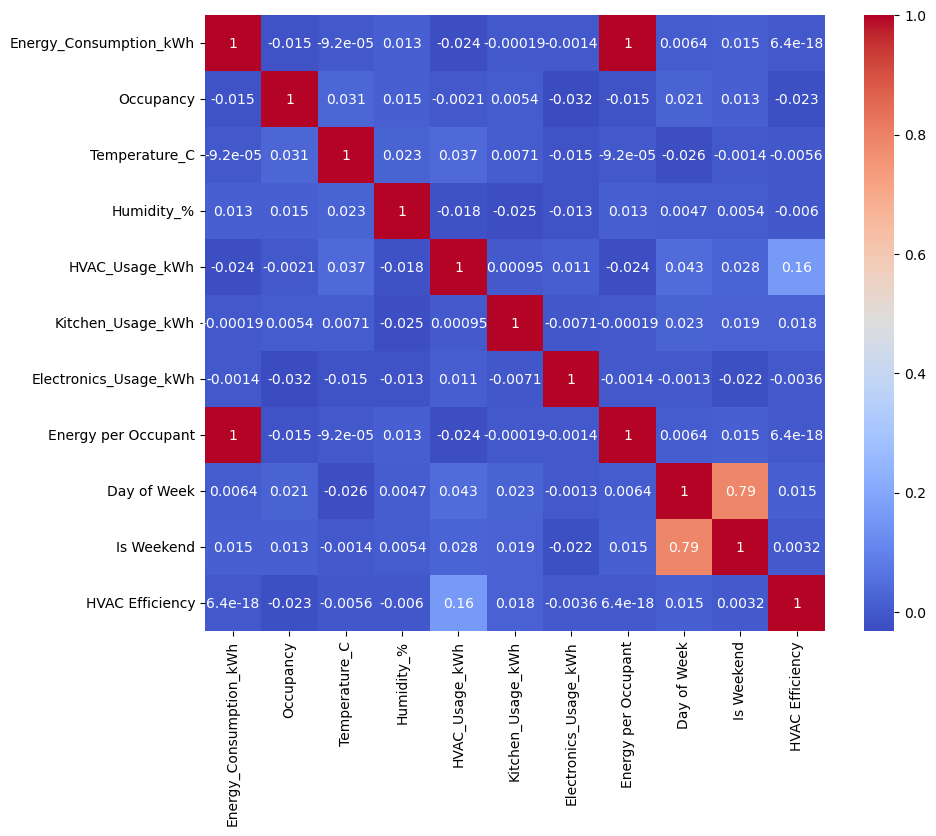 Energy_Consumption_kWh 1 -0.015 -9.2e-05 0.013 -0.024 -0.00019 -0.0014 1 0.0064 0.015 6.4e-18
Occupancy -0.015 1 0.031 0.015 -0.0021 0.0054 -0.032 -0.015 0.021 0.013 -0.023
Temperature_C -9.2e-05 0.031 1 0.023 0.037 0.0071 -0.015 -9.2e-05 -0.026 -0.0014 -0.0056
Humidity_% 0.013 0.015 0.023 1 -0.018 -0.025 -0.013 0.013 0.0047 0.0054 -0.006
HVAC_Usage_kWh -0.024 -0.0021 0.037 -0.018 1 0.00095 0.011 -0.024 0.043 0.028 0.16
Kitchen_Usage_kWh -0.00019 0.0054 0.0071 -0.025 0.00095 1 -0.0071 -0.00019 0.023 0.019 0.018
Electronics_Usage_kWh -0.0014 -0.032 -0.015 -0.013 0.011 -0.0071 1 -0.0014 -0.0013 -0.022 -0.0036
Energy per Occupant 1 -0.015 -9.2e-05 0.013 -0.024 -0.00019 -0.0014 1 0.0064 0.015 6.4e-18
Day of Week 0.0064 0.021 -0.026 0.0047 0.043 0.023 -0.0013 0.0064 1 0.79 0.015
Is Weekend 0.015 0.013 -0.0014 0.0054 0.028 0.019 -0.022 0.015 0.79 1 0.0032
HVAC Efficiency 6.4e-18 -0.023 -0.0056 -0.006 0.16 0.018 -0.0036 6.4e-18 0.015 0.0032 1
Energy_Consumption_kWh
Occupancy
Temperature_C
Humidity_%
HVAC_Usage_kWh
Kitchen_Usage_kWh
Electronics_Usage_kWh
Energy per Occupant
Day of Week
Is Weekend
HVAC Efficiency
1.0
0.8
0.6
0.4
0.2
0.0